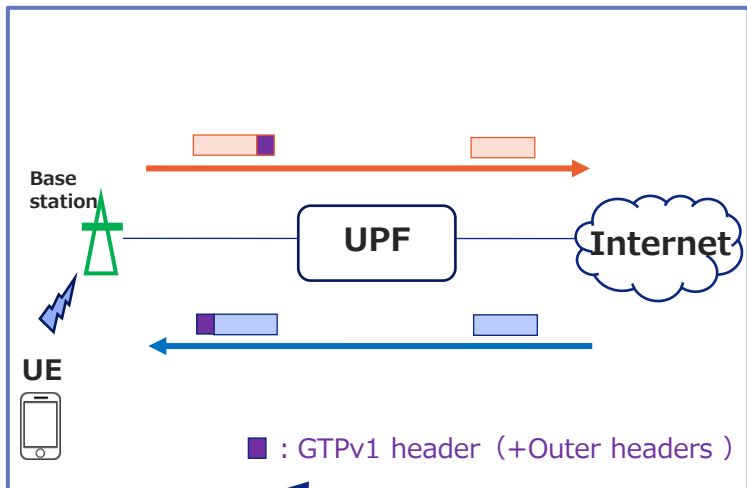 Base
station
UPF
Internet
UE
: GTPv1 header（+Outer headers ）